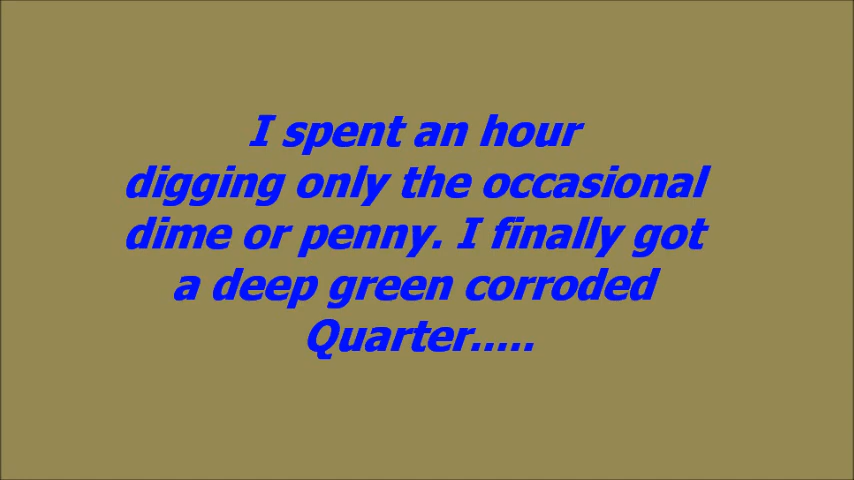 I spent an hour
digging only the occasional
dime or penny. I finally got
a deep green corroded
Quarter.....